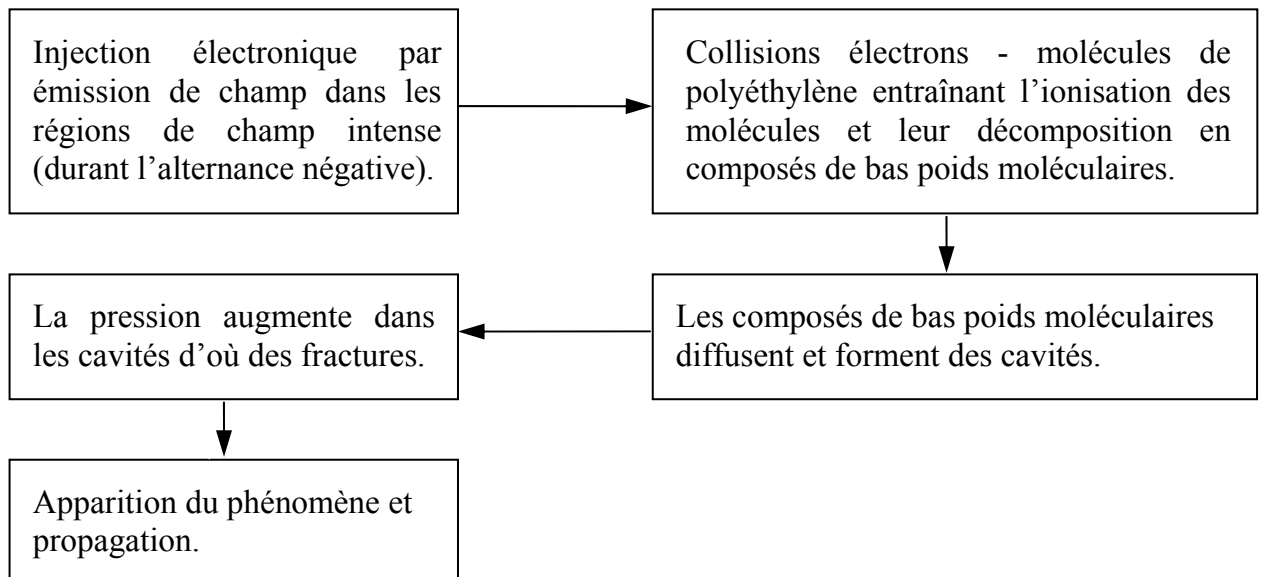 Injection électronique par
émission de champ dans les
régions de champ intense
(durant l’alternance négative).
Collisions électrons - molécules de
polyéthylène entraînant l’ionisation des
molécules et leur décomposition en
composés de bas poids moléculaires.
Les composés de bas poids moléculaires
diffusent et forment des cavités.
La pression augmente dans
les cavités d’où des fractures.
Apparition du phénomène et
propagation.